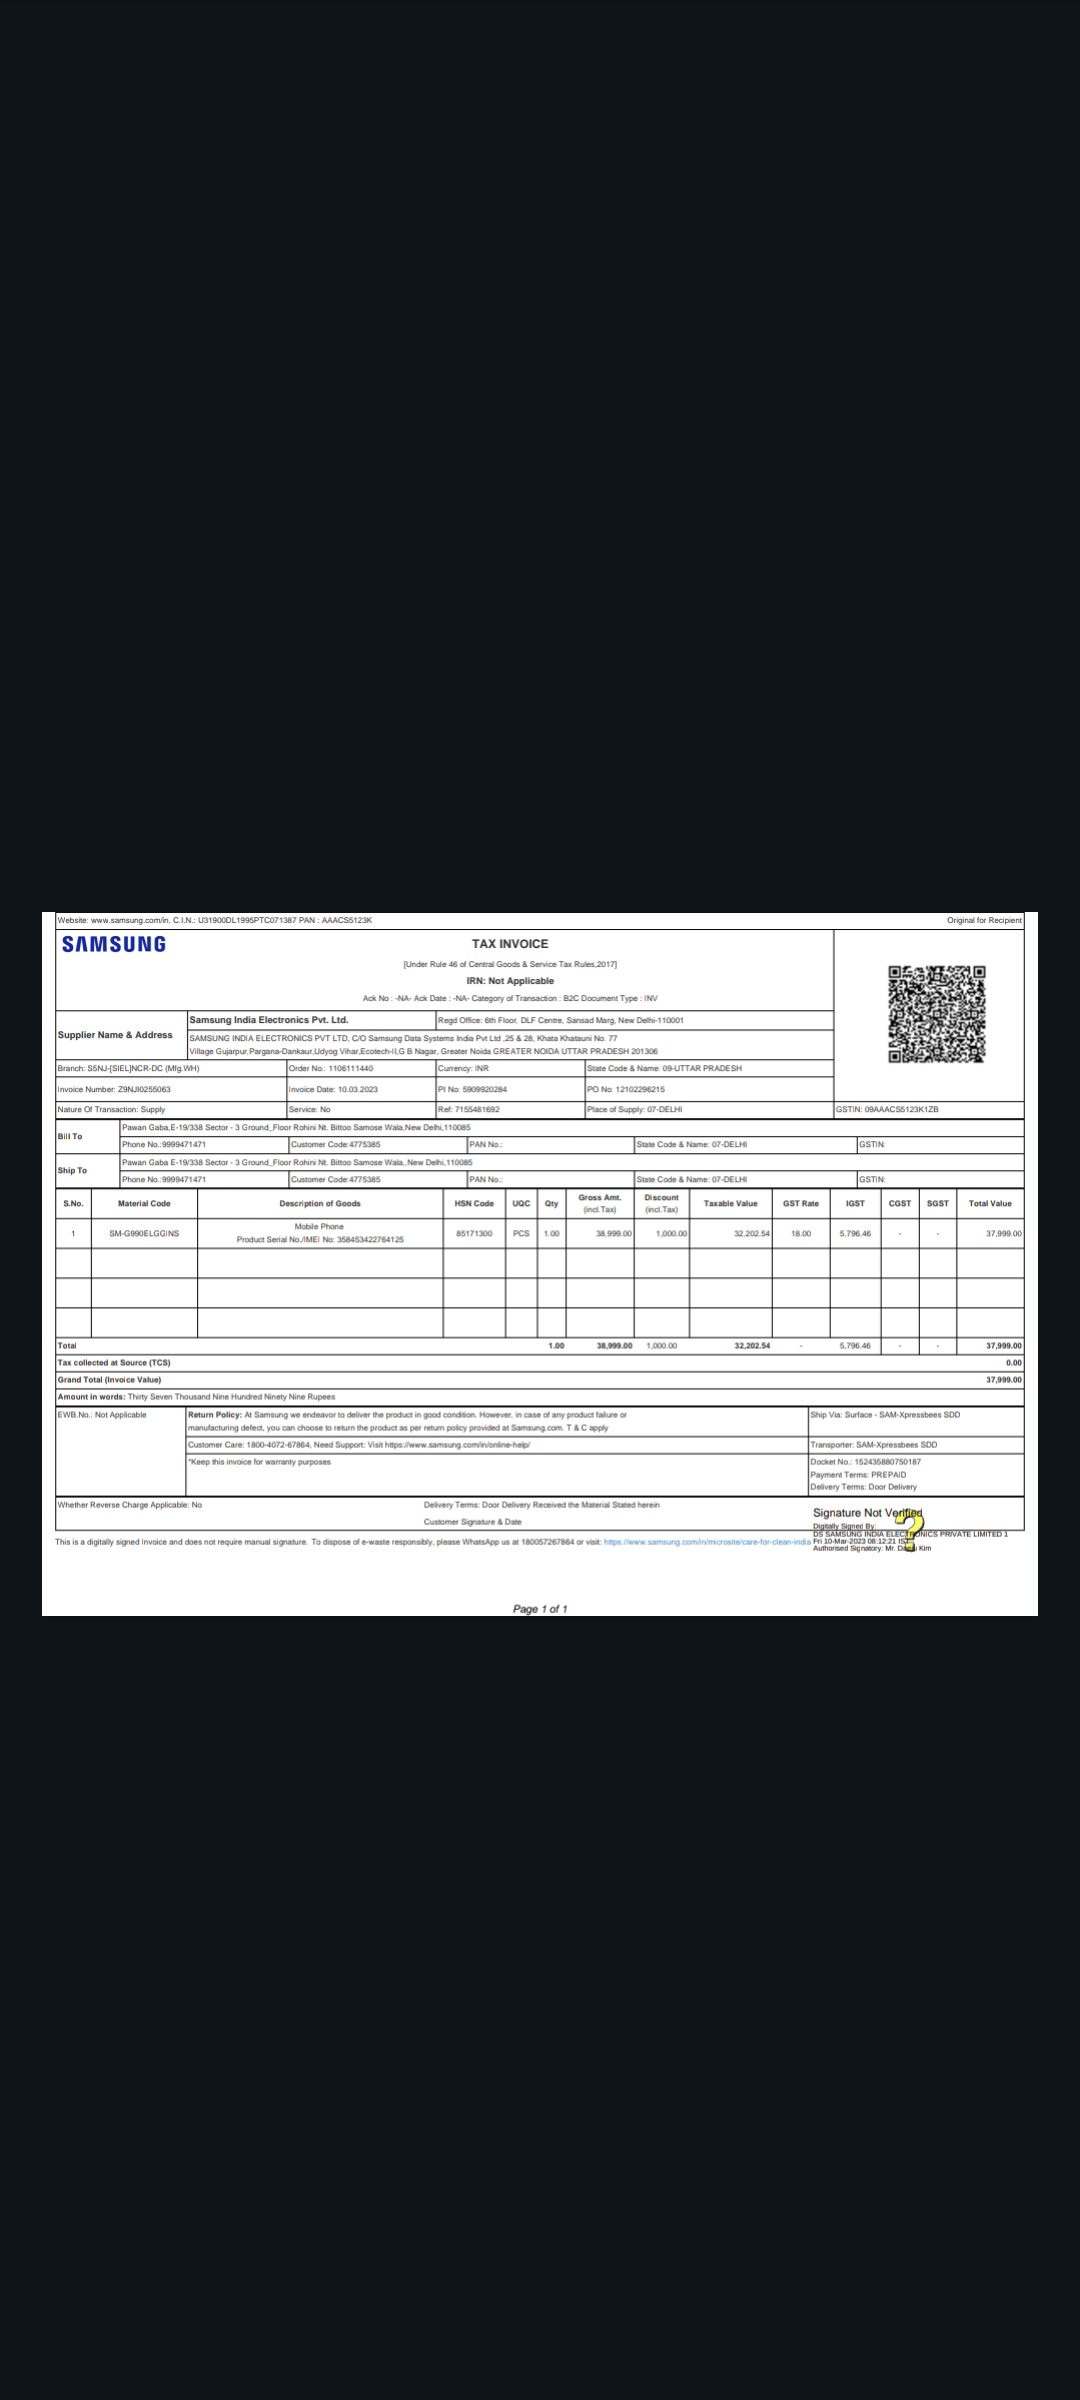 Website: www.samsung.com/in, C.I.N.: U31900DL1995PTC071387 PAN : AAACS5123K
Original for Recipient
SAMSUNG
TAX INVOICE
[Under Rule 46 of Central Goods & Service Tax Rules,2017]
IRN: Not Applicable
Ack No : -NA- Ack Date : -NA- Category of Transaction : B2C Document Type : INV
Supplier Name & Address
Samsung India Electronics Pvt. Ltd.
Regd Office: 6th Floor, DLF Centre, Sansad Marg, New Delhi-110001
SAMSUNG INDIA ELECTRONICS PVT LTD, C/O Samsung Data Systems India Pvt Ltd ,25 & 28, Khata Khatauni No. 77
Village Gujarpur,Pargana-Dankaur,Udyog Vihar,Ecotech-II,G B Nagar, Greater Noida GREATER NOIDA UTTAR PRADESH 201306
Branch: S5NJ-[SIEL]NCR-DC (Mfg.WH)
Order No.: 1106111440
Currency: INR
State Code & Name: 09-UTTAR PRADESH
Invoice Number: Z9NJI0255063
Invoice Date: 10.03.2023
PI No: 5909920284
PO No: 12102296215
Nature Of Transaction: Supply
Service: No
Ref: 7155481692
Place of Supply: 07-DELHI
GSTIN: 09AAACS5123K1ZB
Bill To
Pawan Gaba,E-19/338 Sector - 3 Ground_Floor Rohini Nt. Bittoo Samose Wala,New Delhi,110085
Phone No.:9999471471
Customer Code:4775385
PAN No.:
State Code & Name: 07-DELHI
GSTIN:
Ship To
Pawan Gaba E-19/338 Sector - 3 Ground_Floor Rohini Nt. Bittoo Samose Wala,,New Delhi,110085
Phone No.:9999471471
Customer Code:4775385
PAN No.:
State Code & Name: 07-DELHI
GSTIN:
S.No. Material Code Description of Goods HSN Code UQC Qty Gross Amt. (incl.Tax) Discount (incl.Tax) Taxable Value GST Rate IGST CGST SGST Total Value
1 SM-G990ELGGINS Mobile Phone 85171300 PCS 1.00 38,999.00 1,000.00 32,202.54 18.00 5,796.46 - - 37,999.00
Product Serial No./IMEI No: 358453422764125
Total 1.00 38,999.00 1,000.00 32,202.54 - 5,796.46 - - 37,999.00
Tax collected at Source (TCS) 0.00
Grand Total (Invoice Value) 37,999.00
Amount in words: Thirty Seven Thousand Nine Hundred Ninety Nine Rupees
EWB.No.: Not Applicable
Return Policy: At Samsung we endeavor to deliver the product in good condition. However, in case of any product failure or
manufacturing defect, you can choose to return the product as per return policy provided at Samsung.com. T & C apply
Ship Via: Surface - SAM-Xpressbees SDD
Customer Care: 1800-4072-67864, Need Support: Visit https://www.samsung.com/in/online-help/
Transporter: SAM-Xpressbees SDD
*Keep this invoice for warranty purposes
Docket No.: 152435880750187
Payment Terms: PREPAID
Delivery Terms: Door Delivery
Whether Reverse Charge Applicable: No
Delivery Terms: Door Delivery Received the Material Stated herein
Customer Signature & Date
Signature Not Verified
Digitally Signed By:
DS SAMSUNG INDIA ELECTRONICS PRIVATE LIMITED 1
Fri 10-Mar-2023 08:12:21 IST
Authorised Signatory: Mr. Kim
This is a digitally signed Invoice and does not require manual signature. To dispose of e-waste responsibly, please WhatsApp us at 180057267864 or visit: https://www.samsung.com/in/microsite/care-for-clean-india
Page 1 of 1